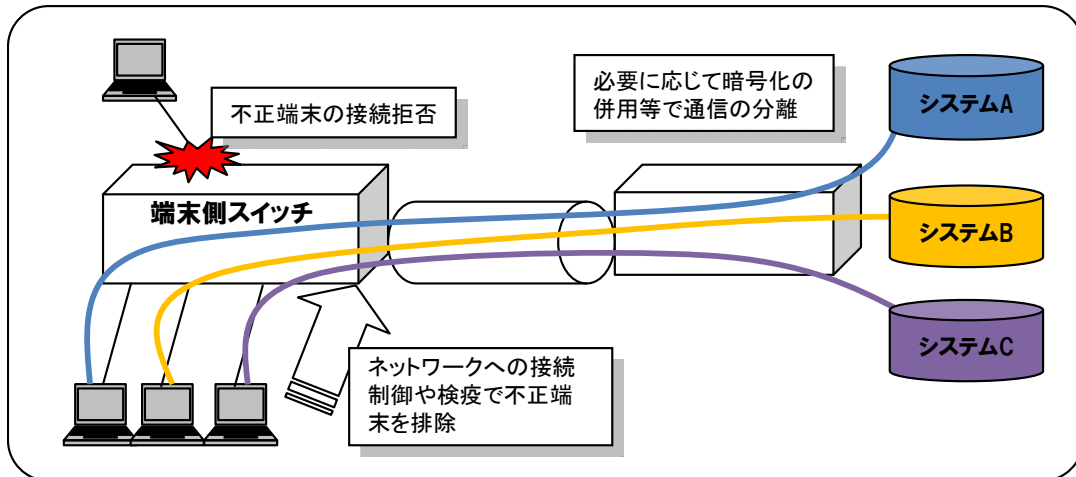 不正端末の接続拒否
必要に応じて暗号化の
併用等で通信の分離
システムA
端末側スイッチ
システムB
システムC
ネットワークへの接続
制御や検疫で不正端
末を排除